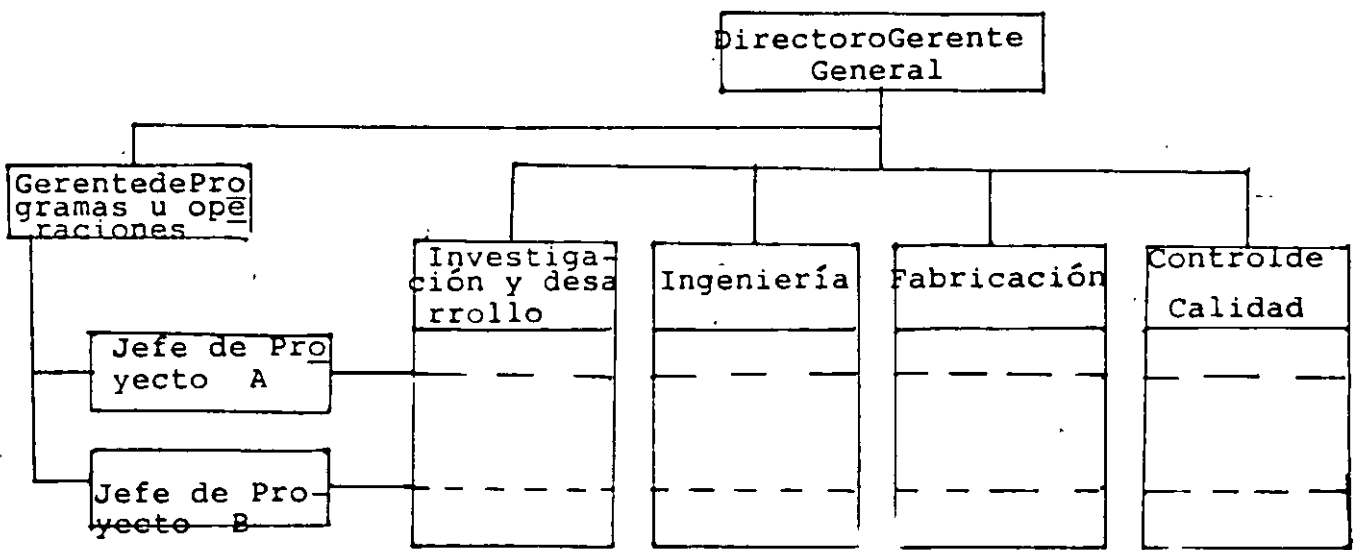 DirectoroGerente
General
GerentedePro
gramas u ope
raciones
Investiga-
ción y desa
rrollo
Ingeniería
Fabricación
Controlde
Calidad
Jefe de Pro
yecto A
Jefe de Pro-
yecto B